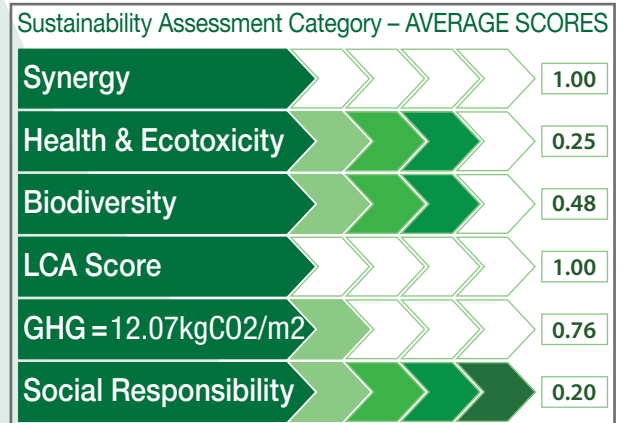 Sustainability Assessment Category – AVERAGE SCORES
Synergy 1.00
Health & Ecotoxicity 0.25
Biodiversity 0.48
LCA Score 1.00
GHG = 12.07kgC02/m2 0.76
Social Responsibility 0.20